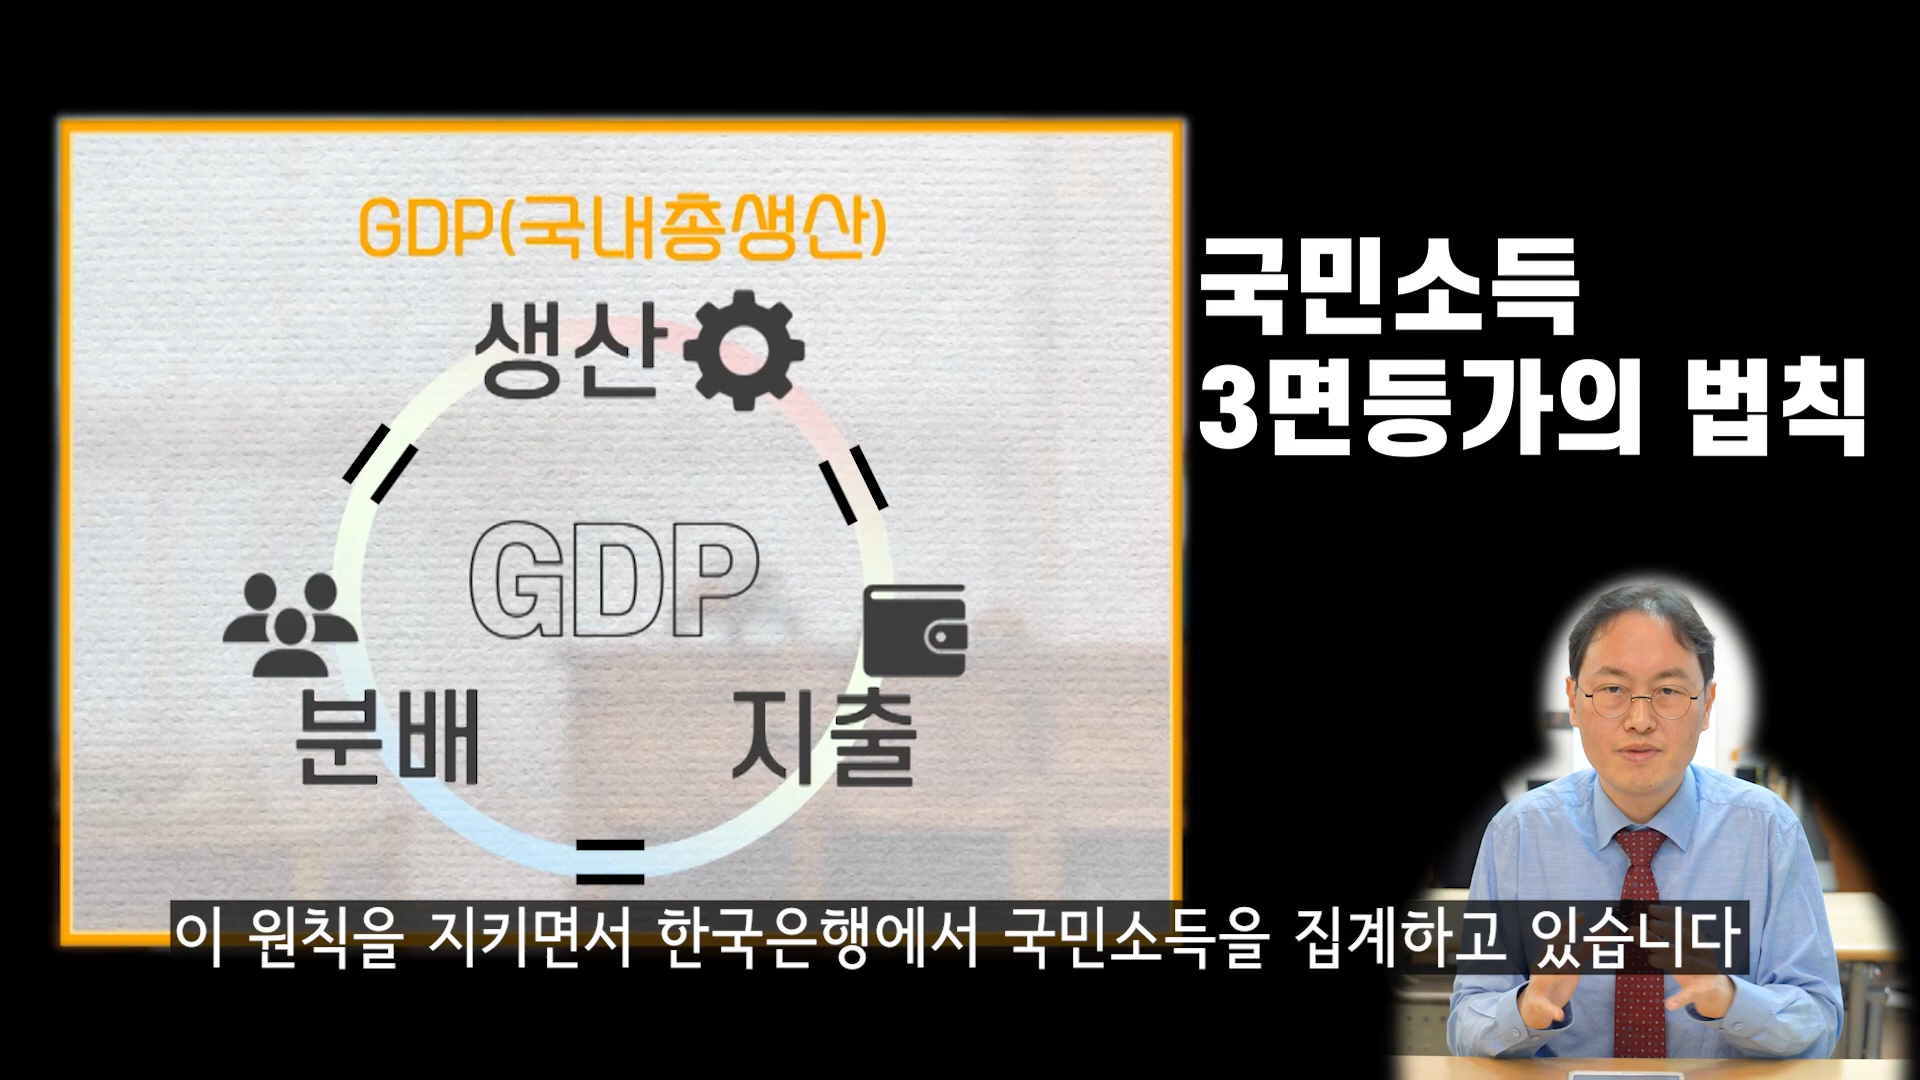 GDP(국내총생산)
생산
GDP
분배
지출
국민소득
3면등가의 법칙
이 원칙을 지키면서 한국은행에서 국민소득을 집계하고 있습니다